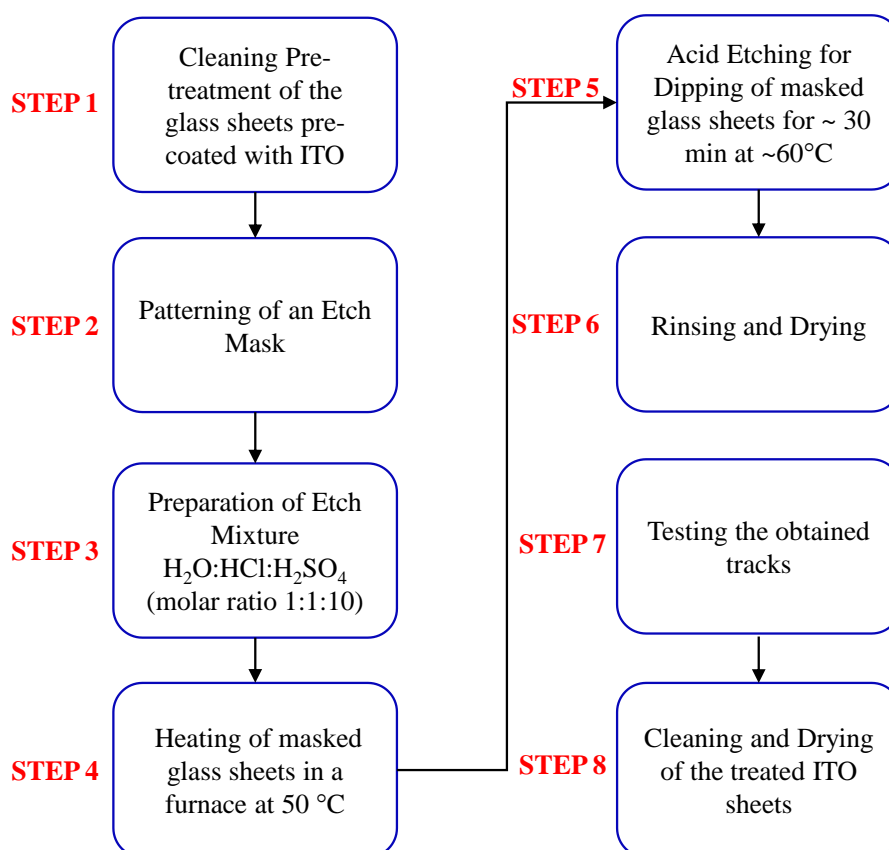 STEP 1
Cleaning Pre-
treatment of the
glass sheets pre-
coated with ITO
STEP 2
Patterning of an Etch
Mask
STEP 3
Preparation of Etch
Mixture
H₂O:HCl:H₂SO₄
(molar ratio 1:1:10)
STEP 4
Heating of masked
glass sheets in a
furnace at 50 °C
STEP 5
Acid Etching for
Dipping of masked
glass sheets for ~ 30
min at ~60°C
STEP 6
Rinsing and Drying
STEP 7
Testing the obtained
tracks
STEP 8
Cleaning and Drying
of the treated ITO
sheets